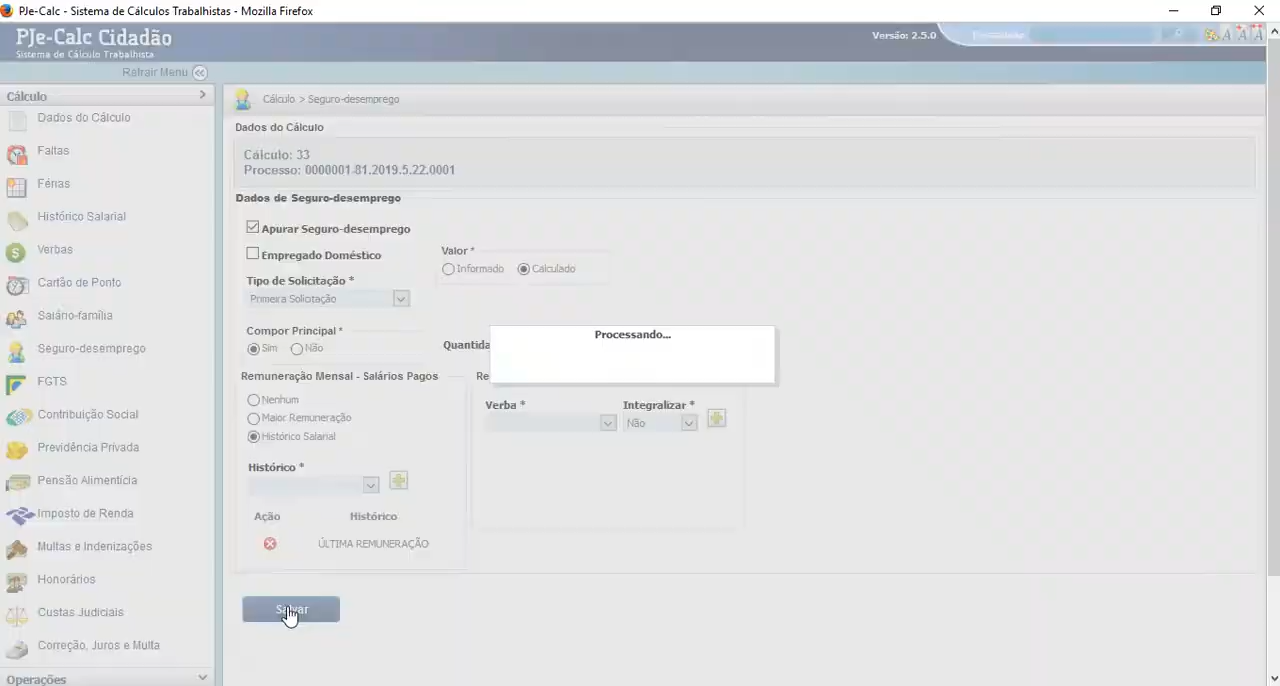 PJe-Calc - Sistema de Cálculos Trabalhistas - Mozilla Firefox
PJe-Calc Cidadão
Sistema de Cálculo Trabalhista
Versão: 2.5.0
Retrair Menu
Cálculo
Cálculo > Seguro-desemprego
Dados do Cálculo
Dados do Cálculo
Faltas
Cálculo: 33
Processo: 0000001-81.2019.5.22.0001
Férias
Dados de Seguro-desemprego
Histórico Salarial
Apurar Seguro-desemprego
Verbas
Empregado Doméstico
Valor *
Informado
Calculado
Cartão de Ponto
Tipo de Solicitação *
Primeira Solicitação
Salário-família
Compor Principal *
Processando...
Seguro-desemprego
Sim
Não
Quantida
FGTS
Remuneração Mensal - Salários Pagos
Re
Nenhum
Contribuição Social
Maior Remuneração
Histórico Salarial
Verba *
Integralizar *
Não
Previdência Privada
Histórico *
Pensão Alimentícia
Imposto de Renda
Ação
Histórico
Multas e Indenizações
ÚLTIMA REMUNERAÇÃO
Honorários
Custas Judiciais
Salvar
Correção, Juros e Multa
Operações